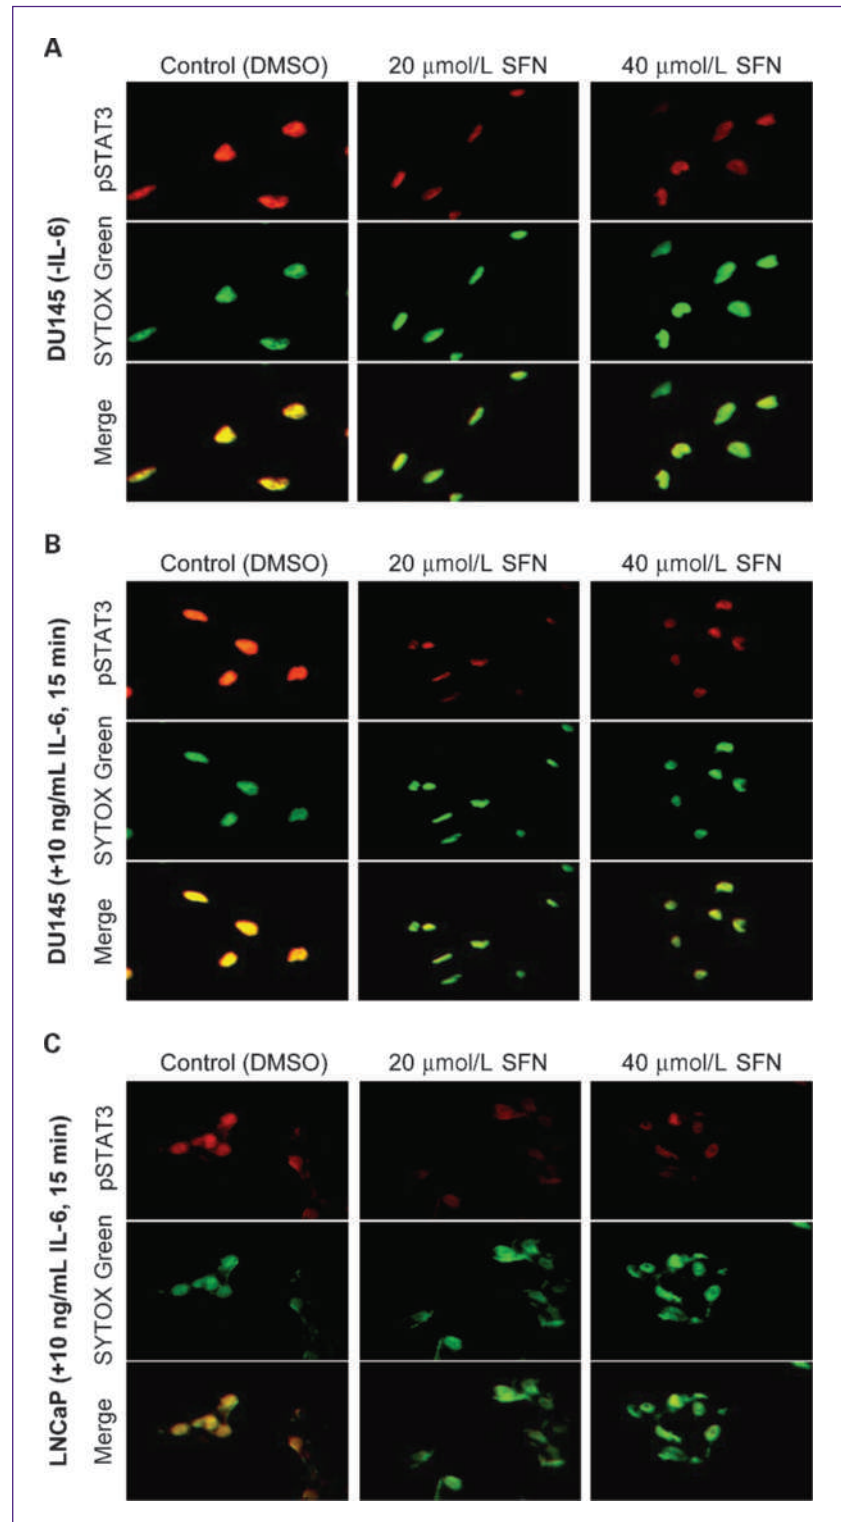 A
Control (DMSO)
20 μmol/L SFN
40 μmol/L SFN
DU145 (-IL-6)
pSTAT3
SYTOX Green
Merge
B
Control (DMSO)
20 μmol/L SFN
40 μmol/L SFN
DU145 (+10 ng/mL IL-6, 15 min)
pSTAT3
SYTOX Green
Merge
C
Control (DMSO)
20 μmol/L SFN
40 μmol/L SFN
LNCaP (+10 ng/mL IL-6, 15 min)
pSTAT3
SYTOX Green
Merge